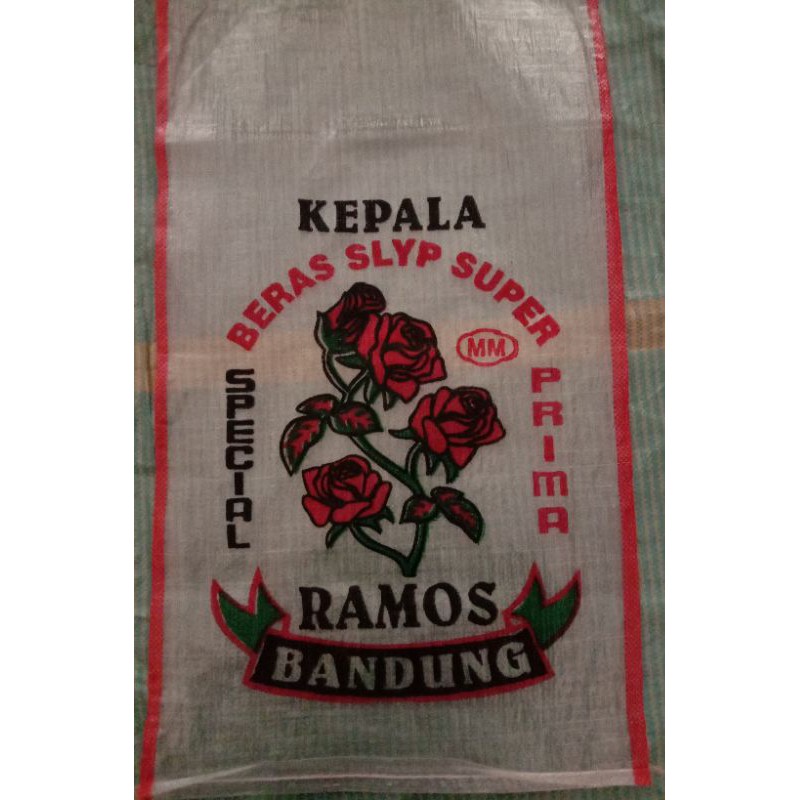 KEPALA
BERAS SLYP SUPER
MM
SPECIAL
PRIMA
RAMOS
BANDUNG